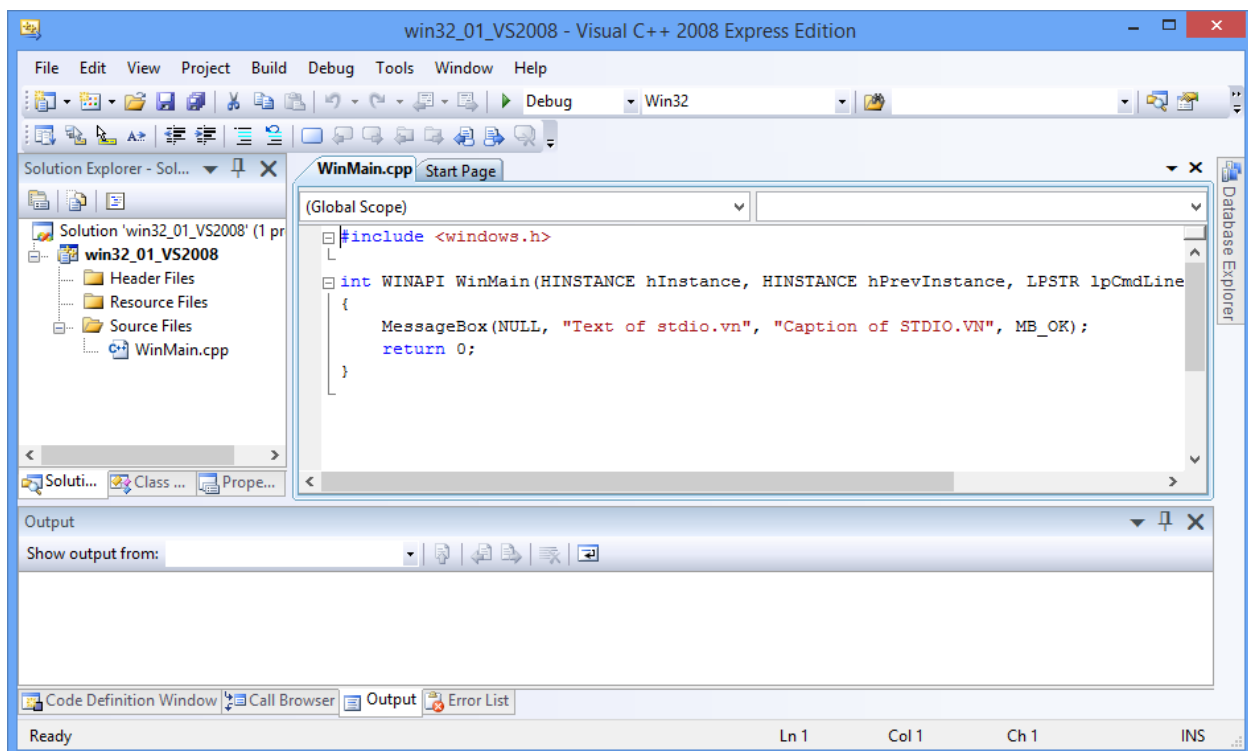 win32_01_VS2008 - Visual C++ 2008 Express Edition
File Edit View Project Build Debug Tools Window Help
Debug Win32
Solution Explorer - Sol...
WinMain.cpp Start Page
(Global Scope)
Solution 'win32_01_VS2008' (1 pr
win32_01_VS2008
Header Files
Resource Files
Source Files
WinMain.cpp
#include <windows.h>
int WINAPI WinMain(HINSTANCE hInstance, HINSTANCE hPrevInstance, LPSTR lpCmdLine
{
MessageBox(NULL, "Text of stdio.vn", "Caption of STDIO.VN", MB_OK);
return 0;
}
Database Explorer
Soluti... Class ... Prope...
Output
Show output from:
Code Definition Window Call Browser Output Error List
Ready Ln 1 Col 1 Ch 1 INS